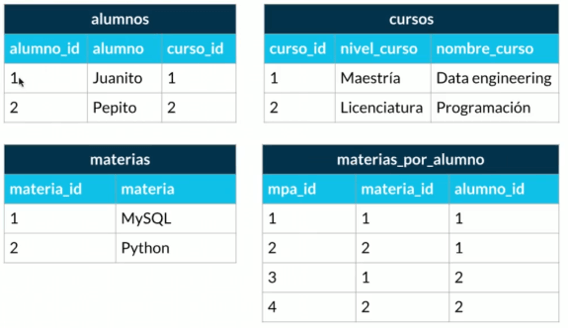 alumnos
alumno_id alumno curso_id
1 Juanito 1
2 Pepito 2
cursos
curso_id nivel_curso nombre_curso
1 Maestría Data engineering
2 Licenciatura Programación
materias
materia_id materia
1 MySQL
2 Python
materias_por_alumno
mpa_id materia_id alumno_id
1 1 1
2 2 1
3 1 2
4 2 2